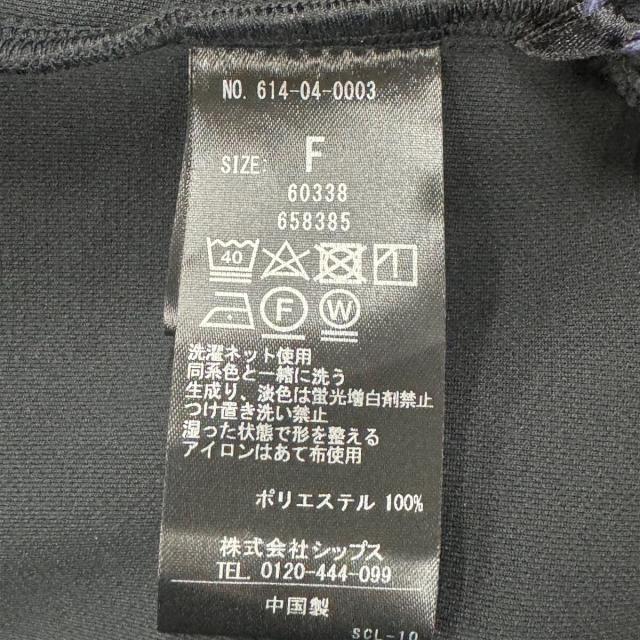 NO. 614-04-0003
SIZE: F
60338
658385
40
F W
洗濯ネット使用
同系色と一緒に洗う
生成り、淡色は蛍光増白剤禁止
つけ置き洗い禁止
湿った状態で形を整える
アイロンはあて布使用
ポリエステル 100%
株式会社シップス
TEL. 0120-444-099
中国製
SCL-10